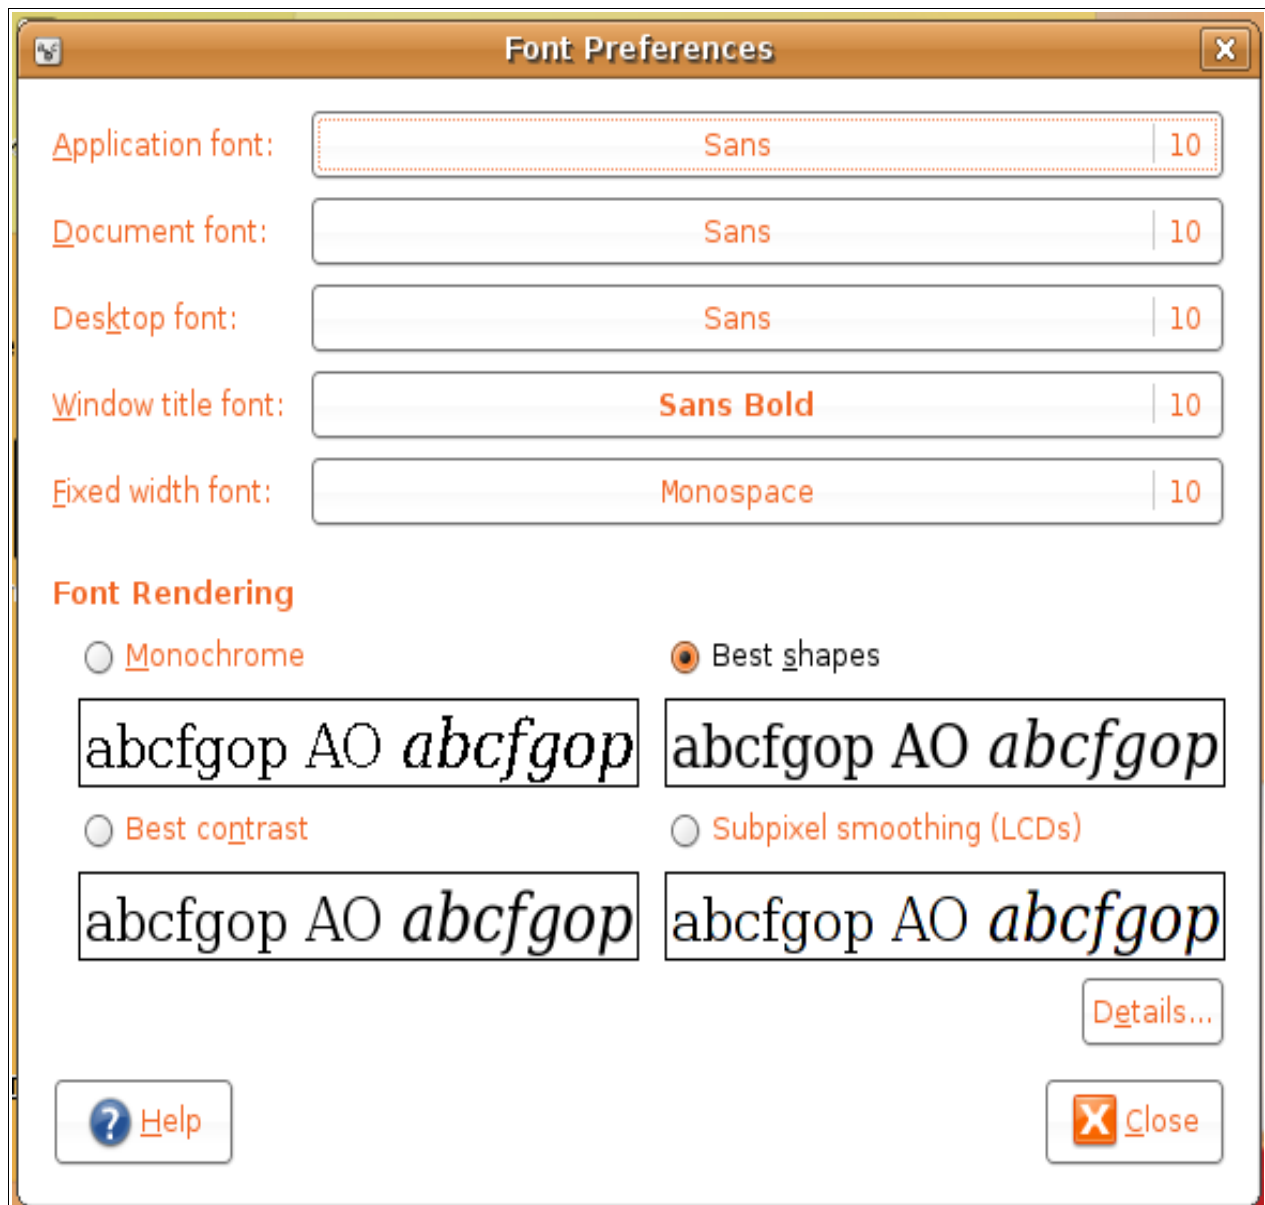 Font Preferences
Application font: Sans 10
Document font: Sans 10
Desktop font: Sans 10
Window title font: Sans Bold 10
Fixed width font: Monospace 10
Font Rendering
Monochrome Best shapes
abcfgop AO abcfgop abcfgop AO abcfgop
Best contrast Subpixel smoothing (LCDs)
abcfgop AO abcfgop abcfgop AO abcfgop
Details...
Help Close